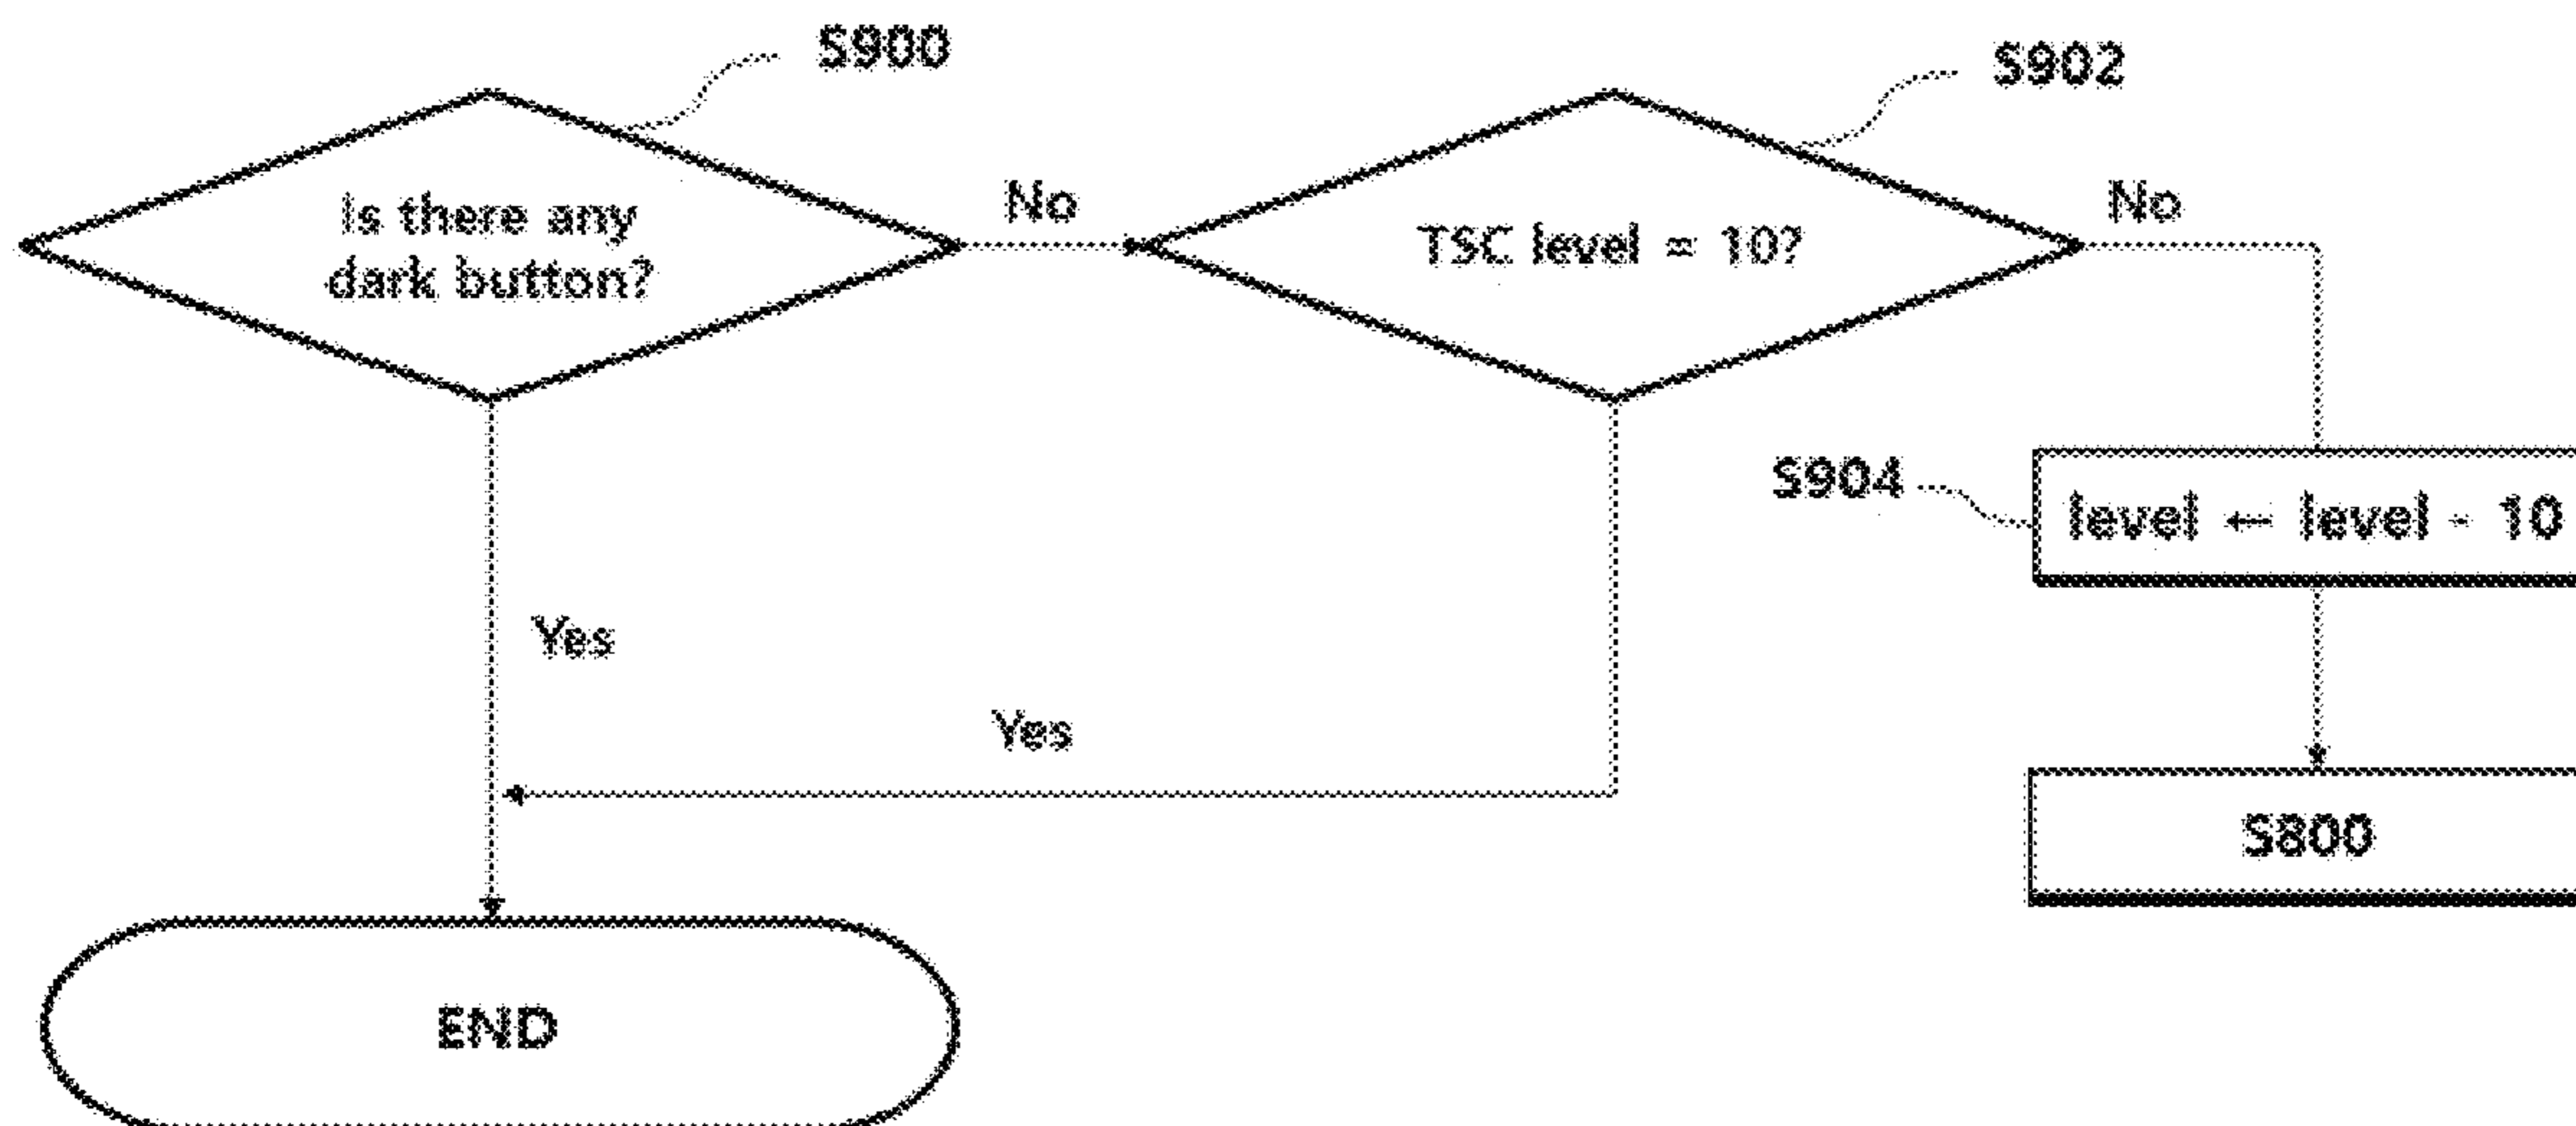 S900
S902
No
No
Is there any
dark button?
TSC level = 10?
S904
level ← level - 10
Yes
Yes
S800
END